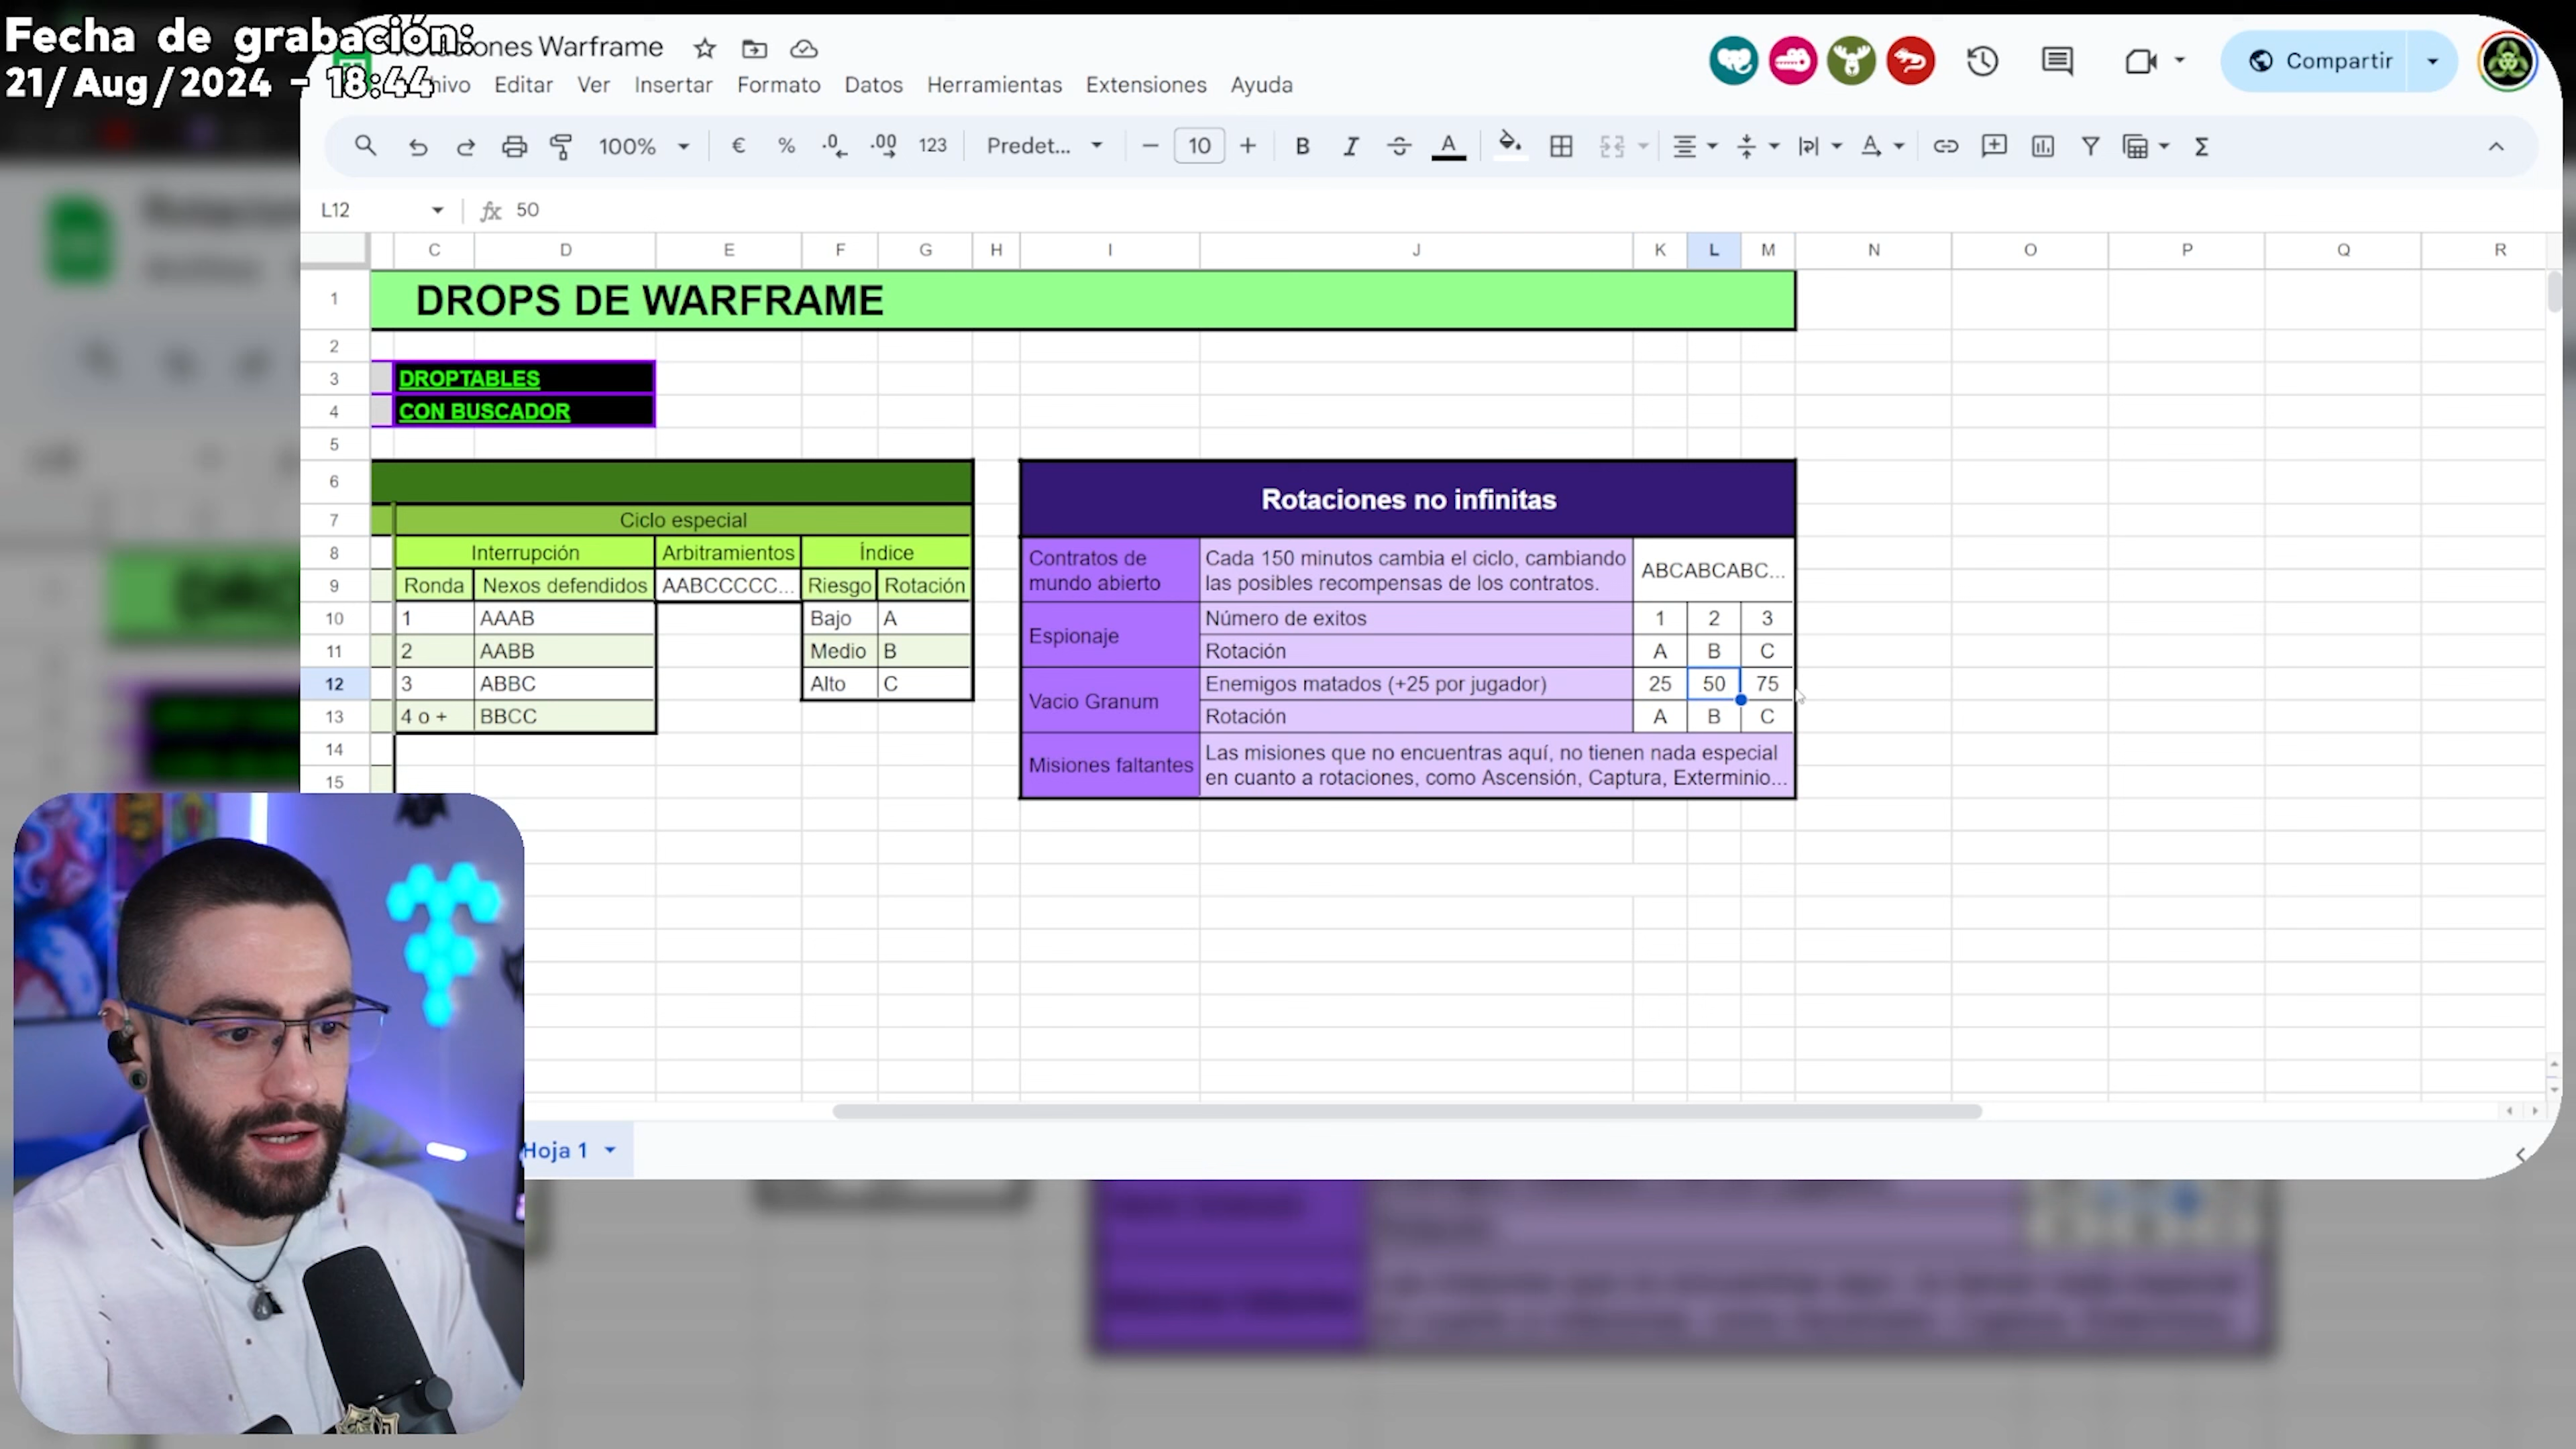 Fecha de grabación:
21/Aug/2024 - 18:44
ones Warframe
ivo Editar Ver Insertar Formato Datos Herramientas Extensiones Ayuda
Compartir
100% € % .0 .00 123 Predet... 10 B I A
L12 fx 50
C D E F G H I J K L M N O P Q R
1 DROPS DE WARFRAME
2
3 DROPTABLES
4 CON BUSCADOR
5
6 Rotaciones no infinitas
7 Ciclo especial
8 Interrupción Arbitramientos Índice
Contratos de mundo abierto
Cada 150 minutos cambia el ciclo, cambiando
las posibles recompensas de los contratos.
ABCABCABC...
9 Ronda Nexos defendidos AABCCCCC... Riesgo Rotación
10 1 AAAB Bajo A Espionaje Número de exitos 1 2 3
11 2 AABB Medio B Rotación A B C
12 3 ABBC Alto C Vacio Granum Enemigos matados (+25 por jugador) 25 50 75
13 4 o + BBCC Rotación A B C
14
15
Misiones faltantes
Las misiones que no encuentras aquí, no tienen nada especial
en cuanto a rotaciones, como Ascensión, Captura, Exterminio...
Hoja 1